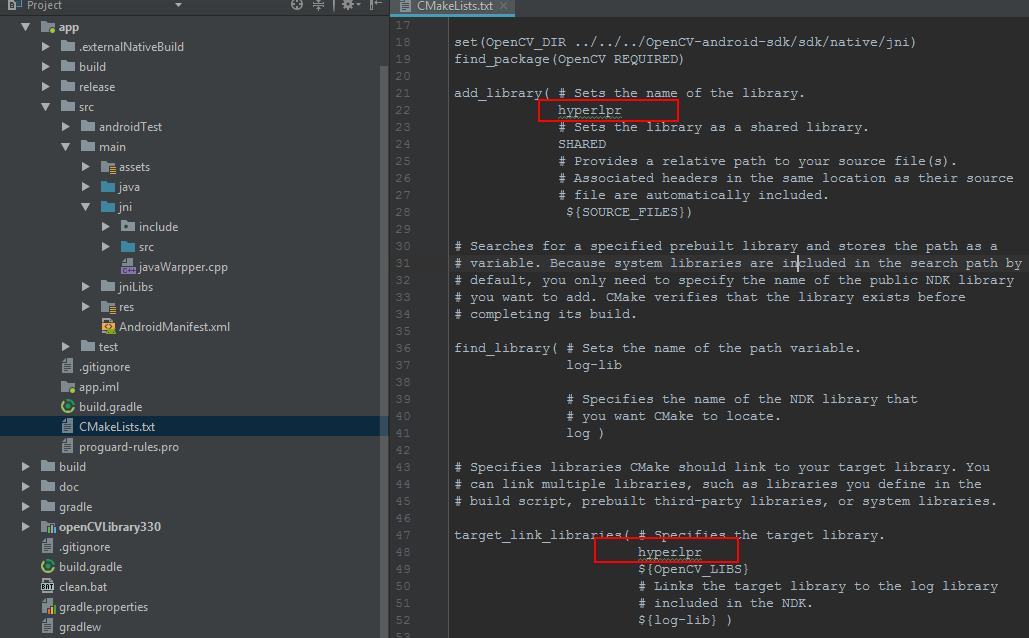 Project
app
.externalNativeBuild
build
release
src
androidTest
main
assets
java
jni
include
src
javaWarpper.cpp
jniLibs
res
AndroidManifest.xml
test
.gitignore
app.iml
build.gradle
CMakeLists.txt
proguard-rules.pro
build
doc
gradle
openCVLibrary330
.gitignore
build.gradle
clean.bat
gradle.properties
gradlew
CMakeLists.txt
17
18 set(OpenCV_DIR ../../../OpenCV-android-sdk/sdk/native/jni)
19 find_package(OpenCV REQUIRED)
20
21 add_library( # Sets the name of the library.
22 hyperlpr
23 # Sets the library as a shared library.
24 SHARED
25 # Provides a relative path to your source file(s).
26 # Associated headers in the same location as their source
27 # file are automatically included.
28 ${SOURCE_FILES})
29
30 # Searches for a specified prebuilt library and stores the path as a
31 # variable. Because system libraries are included in the search path by
32 # default, you only need to specify the name of the public NDK library
33 # you want to add. CMake verifies that the library exists before
34 # completing its build.
35
36 find_library( # Sets the name of the path variable.
37 log-lib
38
39 # Specifies the name of the NDK library that
40 # you want CMake to locate.
41 log )
42
43 # Specifies libraries CMake should link to your target library. You
44 # can link multiple libraries, such as libraries you define in the
45 # build script, prebuilt third-party libraries, or system libraries.
46
47 target_link_libraries( # Specifies the target library.
48 hyperlpr
49 ${OpenCV_LIBS}
50 # Links the target library to the log library
51 # included in the NDK.
52 ${log-lib} )
53